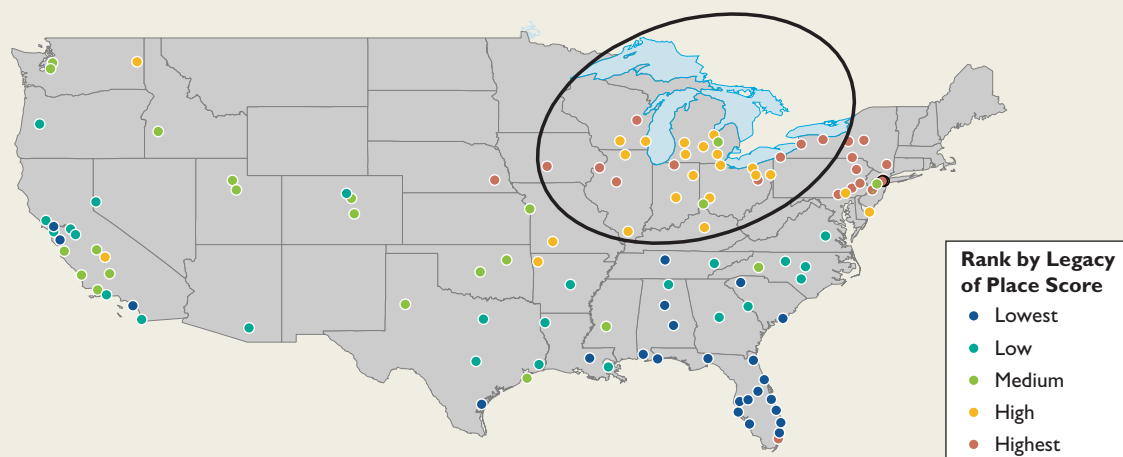 Rank by Legacy
of Place Score
Lowest
Low
Medium
High
Highest